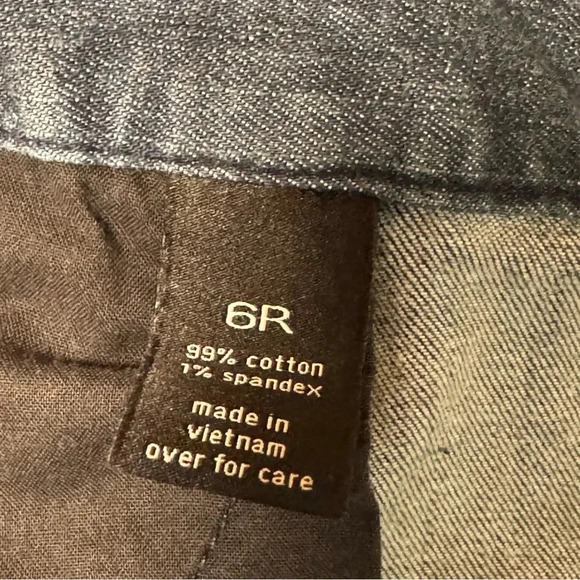 6R
99% cotton
1% spandex
made in
vietnam
over for care